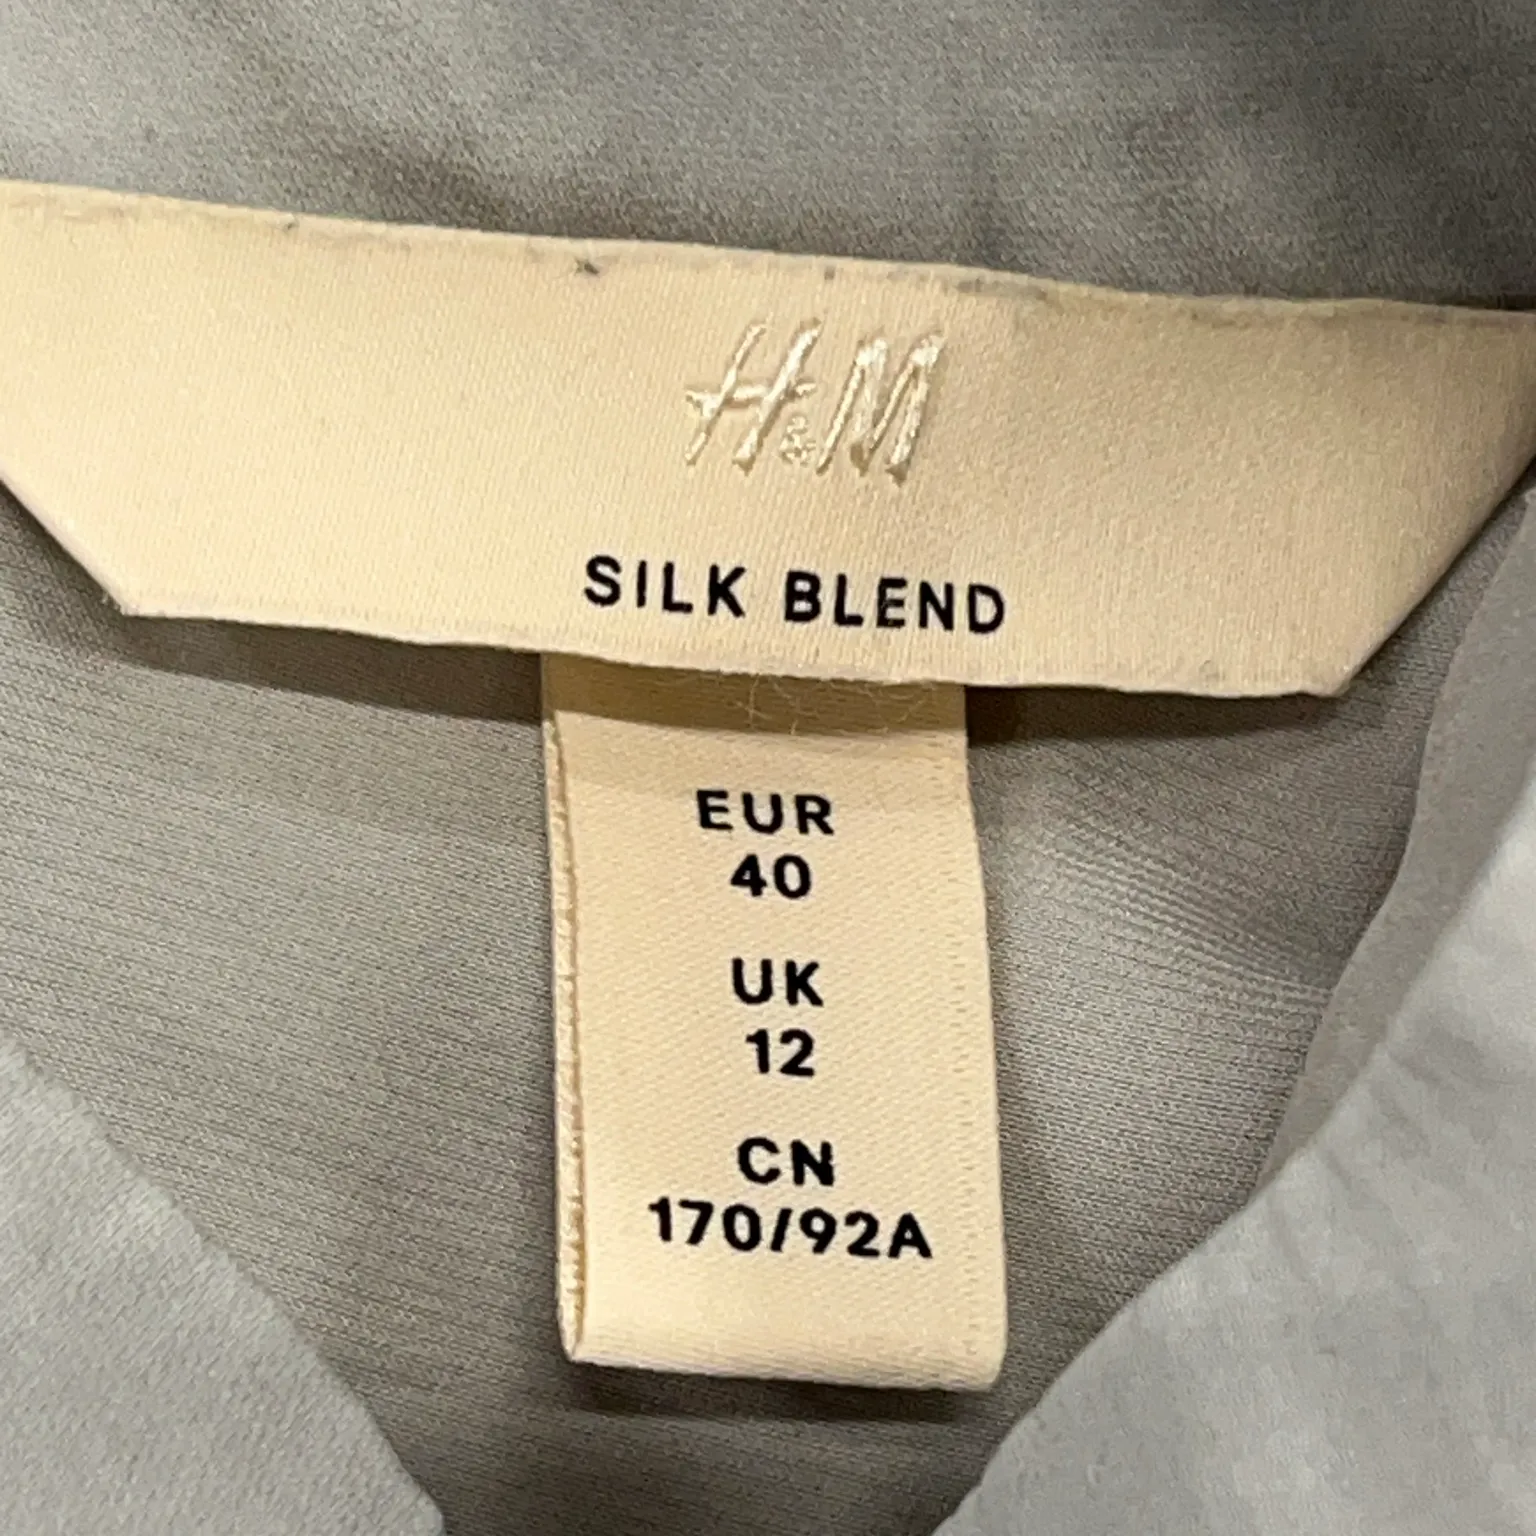 H&M
SILK BLEND
EUR
40
UK
12
CN
170/92A